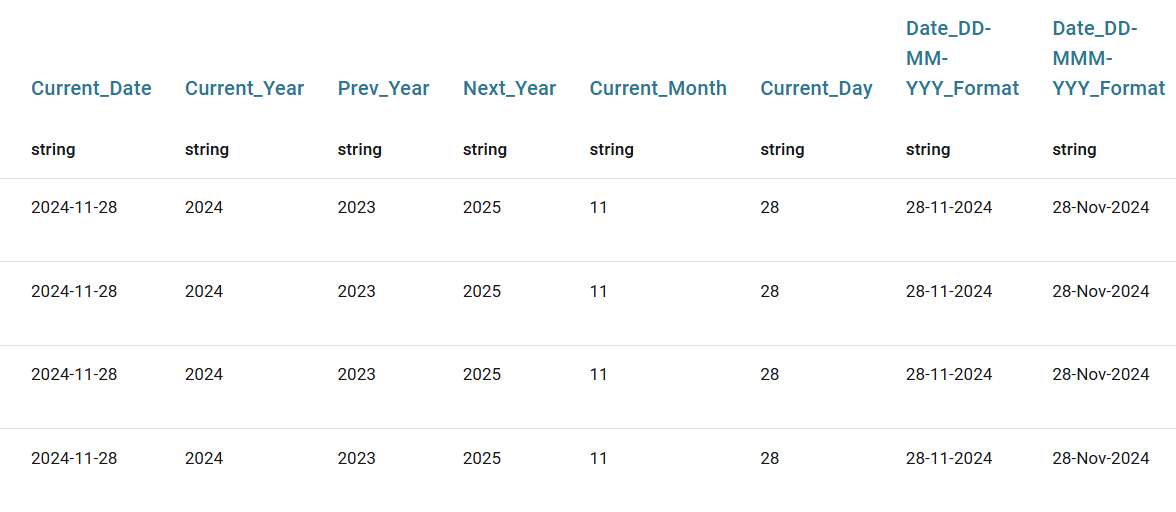 Current_Date Current_Year Prev_Year Next_Year Current_Month Current_Day Date_DD-MM-YYY_Format Date_DD-MMM-YYY_Format
string string string string string string string string
2024-11-28 2024 2023 2025 11 28 28-11-2024 28-Nov-2024
2024-11-28 2024 2023 2025 11 28 28-11-2024 28-Nov-2024
2024-11-28 2024 2023 2025 11 28 28-11-2024 28-Nov-2024
2024-11-28 2024 2023 2025 11 28 28-11-2024 28-Nov-2024